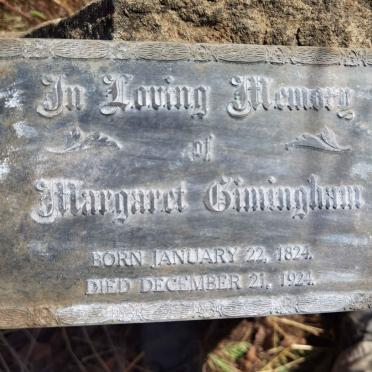 In Loving Memory
of
Margaret Gimingham
BORN JANUARY 22, 1824.
DIED DECEMBER 21, 1924.